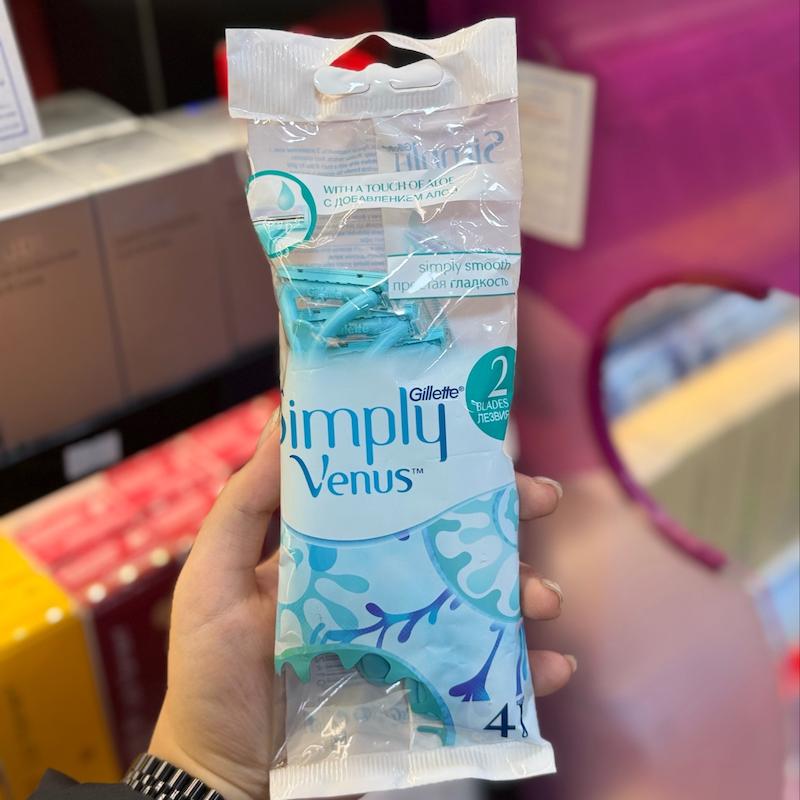 WITH A TOUCH OF ALOE
С ДОБАВЛЕНИЕМ АЛОЭ
simply smooth
простая гладкость
2
BLADES
ЛЕЗВИЯ
Gillette®
Simply
Venus™
4